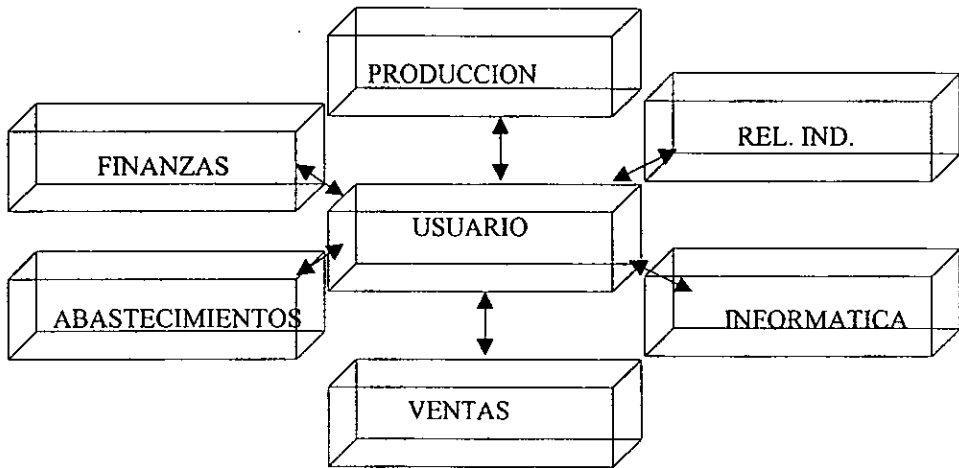 PRODUCCION
REL. IND.
FINANZAS
USUARIO
ABASTECIMIENTOS
INFORMATICA
VENTAS